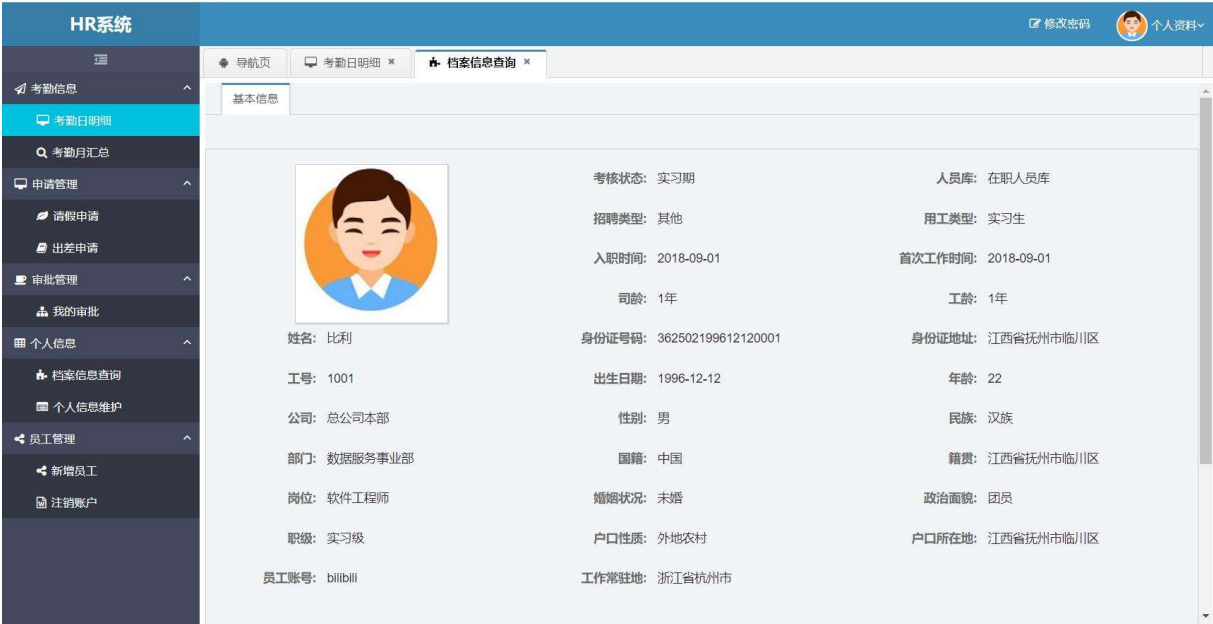 HR系统
修改密码
个人资料
导航页
考勤日明细 ×
档案信息查询 ×
考勤信息
考勤日明细
考勤月汇总
申请管理
请假申请
出差申请
审批管理
我的审批
个人信息
档案信息查询
个人信息维护
员工管理
新增员工
注销账户
基本信息
考核状态: 实习期 人员库: 在职人员库
招聘类型: 其他 用工类型: 实习生
入职时间: 2018-09-01 首次工作时间: 2018-09-01
司龄: 1年 工龄: 1年
姓名: 比利 身份证号码: 362502199612120001 身份证地址: 江西省抚州市临川区
工号: 1001 出生日期: 1996-12-12 年龄: 22
公司: 总公司本部 性别: 男 民族: 汉族
部门: 数据服务事业部 国籍: 中国 籍贯: 江西省抚州市临川区
岗位: 软件工程师 婚姻状况: 未婚 政治面貌: 团员
职级: 实习级 户口性质: 外地农村 户口所在地: 江西省抚州市临川区
员工账号: bilibili 工作常驻地: 浙江省杭州市